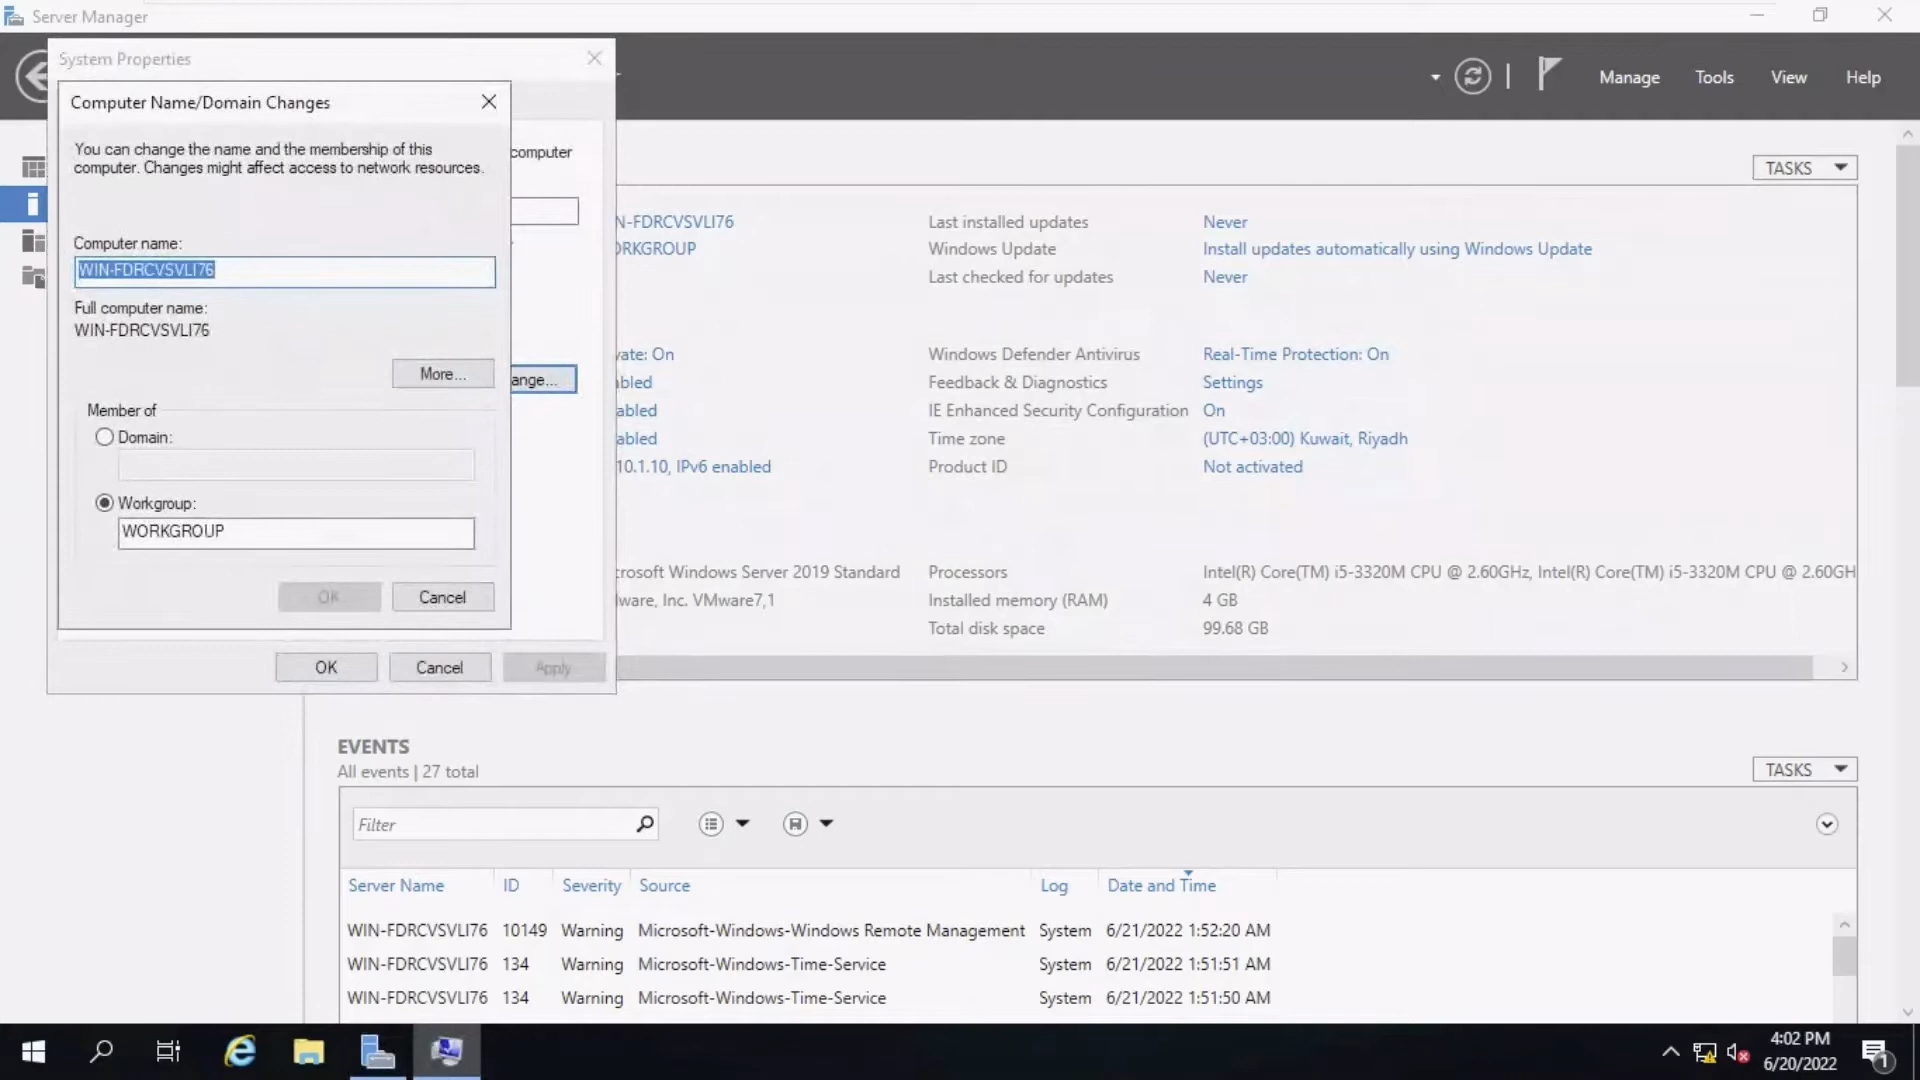 Server Manager
Manage Tools View Help
System Properties
Computer Name/Domain Changes
You can change the name and the membership of this
computer. Changes might affect access to network resources.
Computer name:
WIN-FDRCVSVLI76
Full computer name:
WIN-FDRCVSVLI76
More...
Member of
Domain:
Workgroup:
WORKGROUP
OK Cancel
computer
ange...
OK Cancel Apply
TASKS
N-FDRCVSVLI76 Last installed updates Never
ORKGROUP Windows Update Install updates automatically using Windows Update
Last checked for updates Never
vate: On Windows Defender Antivirus Real-Time Protection: On
abled Feedback & Diagnostics Settings
abled IE Enhanced Security Configuration On
abled Time zone (UTC+03:00) Kuwait, Riyadh
10.1.10, IPv6 enabled Product ID Not activated
crosoft Windows Server 2019 Standard Processors Intel(R) Core(TM) i5-3320M CPU @ 2.60GHz, Intel(R) Core(TM) i5-3320M CPU @ 2.60GH
ware, Inc. VMware7,1 Installed memory (RAM) 4 GB
Total disk space 99.68 GB
EVENTS
All events | 27 total
TASKS
Filter
Server Name ID Severity Source Log Date and Time
WIN-FDRCVSVLI76 10149 Warning Microsoft-Windows-Windows Remote Management System 6/21/2022 1:52:20 AM
WIN-FDRCVSVLI76 134 Warning Microsoft-Windows-Time-Service System 6/21/2022 1:51:51 AM
WIN-FDRCVSVLI76 134 Warning Microsoft-Windows-Time-Service System 6/21/2022 1:51:50 AM
4:02 PM
6/20/2022
1